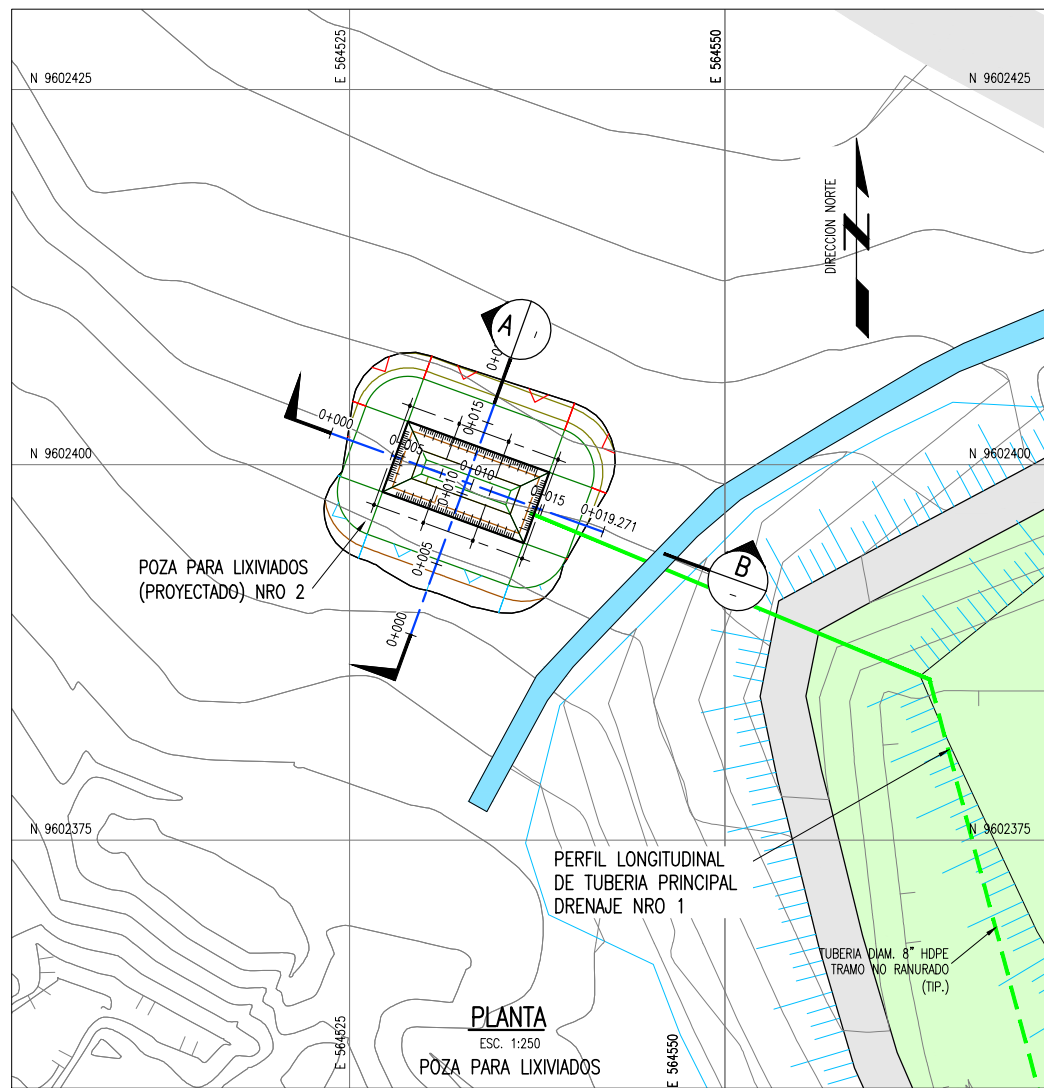 E 564525
E 564550
N 9602425
N 9602425
DIRECCION NORTE
N
A
-
0+0
0+000
0+015
0+005
N 9602400
N 9602400
0+010
0+010
0+015
0+019.271
0+005
POZA PARA LIXIVIADOS
(PROYECTADO) NRO 2
B
-
0+000
N 9602375
N 9602375
PERFIL LONGITUDINAL
DE TUBERIA PRINCIPAL
DRENAJE NRO 1
TUBERIA DIAM. 8" HDPE
TRAMO NO RANURADO
(TIP.)
PLANTA
ESC. 1:250
POZA PARA LIXIVIADOS
E 564525
E 564550